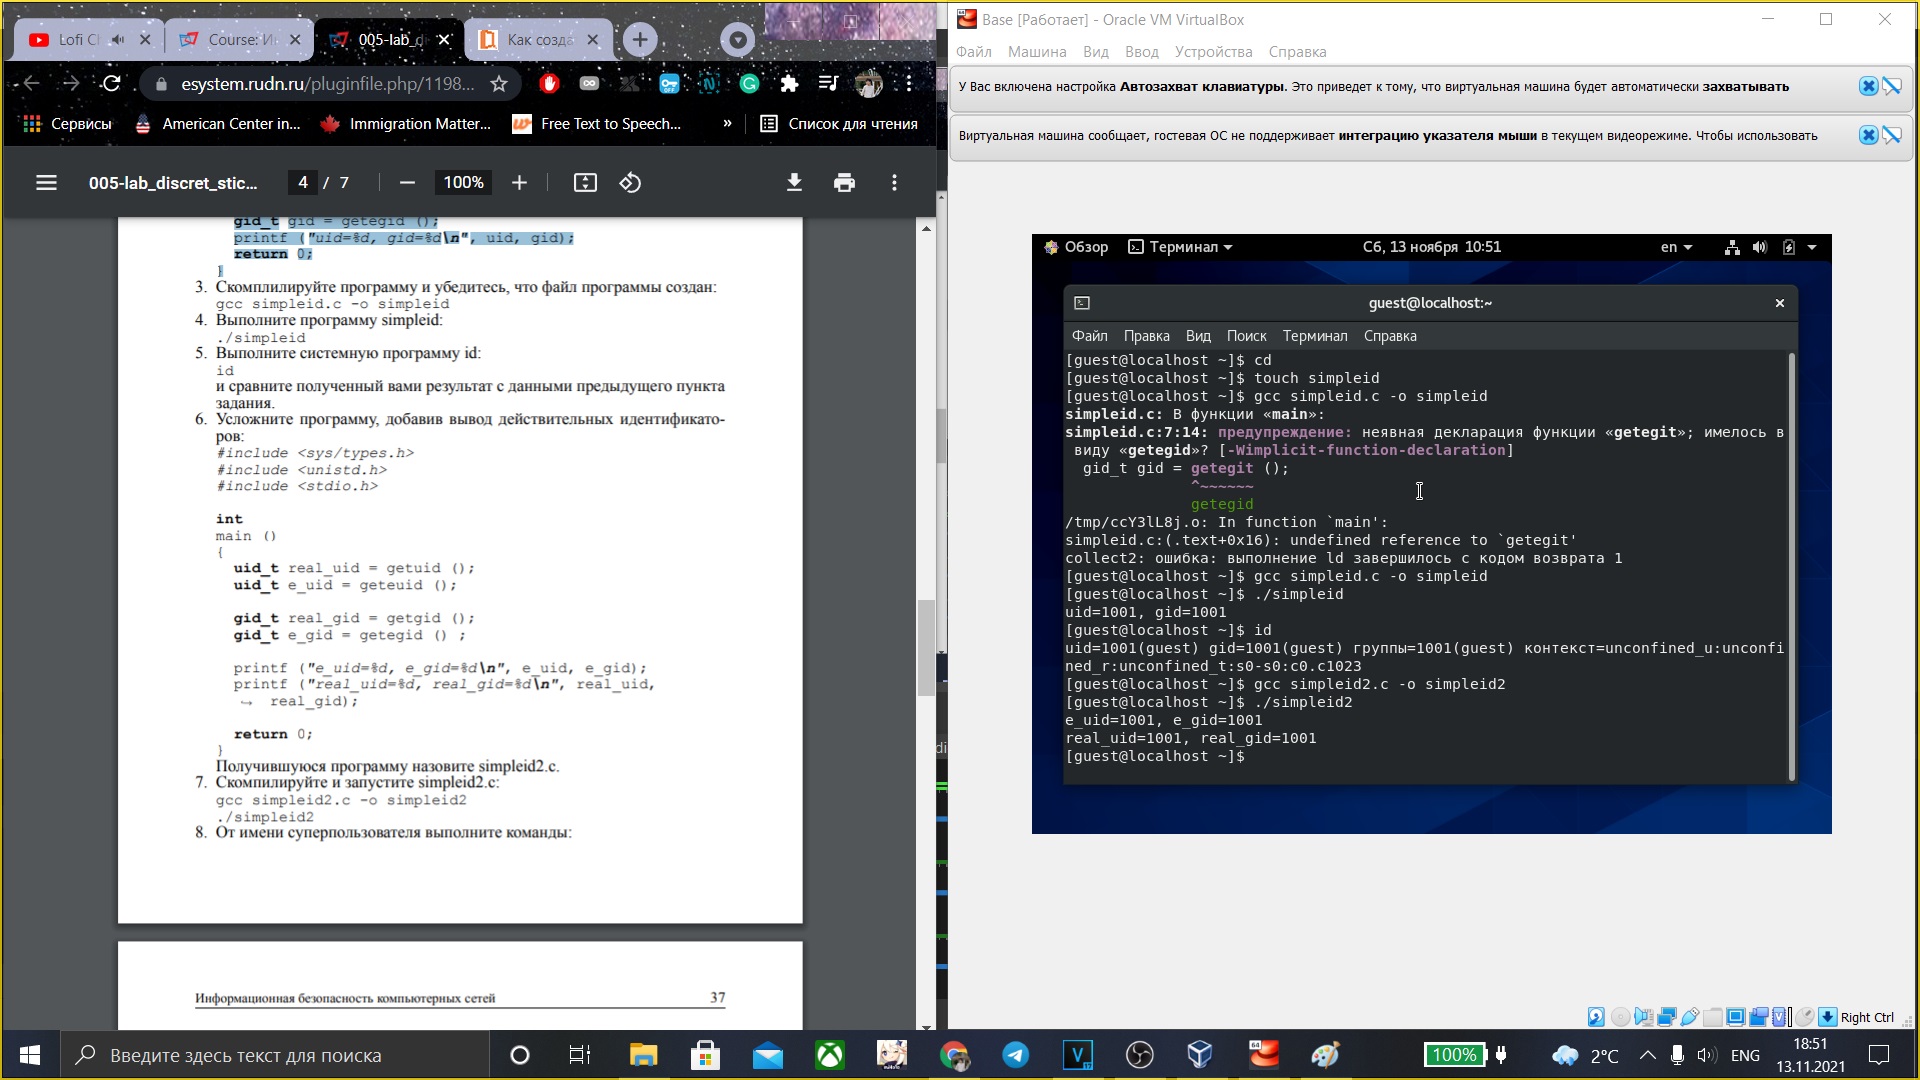 Lofi C
Course: И
005-lab_d
Как созда
esystem.rudn.ru/pluginfile.php/1198...
Сервисы
American Center in...
Immigration Matter...
Free Text to Speech...
»
Список для чтения
005-lab_discret_stic...
4 / 7
100%
gid_t gid = getegid ();
printf ("uid=%d, gid=%d\n", uid, gid);
return 0;
}
3. Скомплилируйте программу и убедитесь, что файл программы создан:
gcc simpleid.c -o simpleid
4. Выполните программу simpleid:
./simpleid
5. Выполните системную программу id:
id
и сравните полученный вами результат с данными предыдущего пункта
задания.
6. Усложните программу, добавив вывод действительных идентификато-
ров:
#include <sys/types.h>
#include <unistd.h>
#include <stdio.h>
int
main ()
{
uid_t real_uid = getuid ();
uid_t e_uid = geteuid ();
gid_t real_gid = getgid ();
gid_t e_gid = getegid () ;
printf ("e_uid=%d, e_gid=%d\n", e_uid, e_gid);
printf ("real_uid=%d, real_gid=%d\n", real_uid,
↪ real_gid);
return 0;
}
Получившуюся программу назовите simpleid2.c.
7. Скомпилируйте и запустите simpleid2.c:
gcc simpleid2.c -o simpleid2
./simpleid2
8. От имени суперпользователя выполните команды:
Информационная безопасность компьютерных сетей 37
Base [Работает] - Oracle VM VirtualBox
Файл Машина Вид Ввод Устройства Справка
У Вас включена настройка Автозахват клавиатуры. Это приведет к тому, что виртуальная машина будет автоматически захватывать
Виртуальная машина сообщает, гостевая ОС не поддерживает интеграцию указателя мыши в текущем видеорежиме. Чтобы использовать
Обзор Терминал Сб, 13 ноября 10:51 en
guest@localhost:~
Файл Правка Вид Поиск Терминал Справка
[guest@localhost ~]$ cd
[guest@localhost ~]$ touch simpleid
[guest@localhost ~]$ gcc simpleid.c -o simpleid
simpleid.c: В функции «main»:
simpleid.c:7:14: предупреждение: неявная декларация функции «getegit»; имелось в
виду «getegid»? [-Wimplicit-function-declaration]
gid_t gid = getegit ();
^~~~~~~
getegid
/tmp/ccY3lL8j.o: In function `main':
simpleid.c:(.text+0x16): undefined reference to `getegit'
collect2: ошибка: выполнение ld завершилось с кодом возврата 1
[guest@localhost ~]$ gcc simpleid.c -o simpleid
[guest@localhost ~]$ ./simpleid
uid=1001, gid=1001
[guest@localhost ~]$ id
uid=1001(guest) gid=1001(guest) группы=1001(guest) контекст=unconfined_u:unconfi
ned_r:unconfined_t:s0-s0:c0.c1023
[guest@localhost ~]$ gcc simpleid2.c -o simpleid2
[guest@localhost ~]$ ./simpleid2
e_uid=1001, e_gid=1001
real_uid=1001, real_gid=1001
[guest@localhost ~]$
Right Ctrl
Введите здесь текст для поиска
100%
2°C
ENG
18:51
13.11.2021